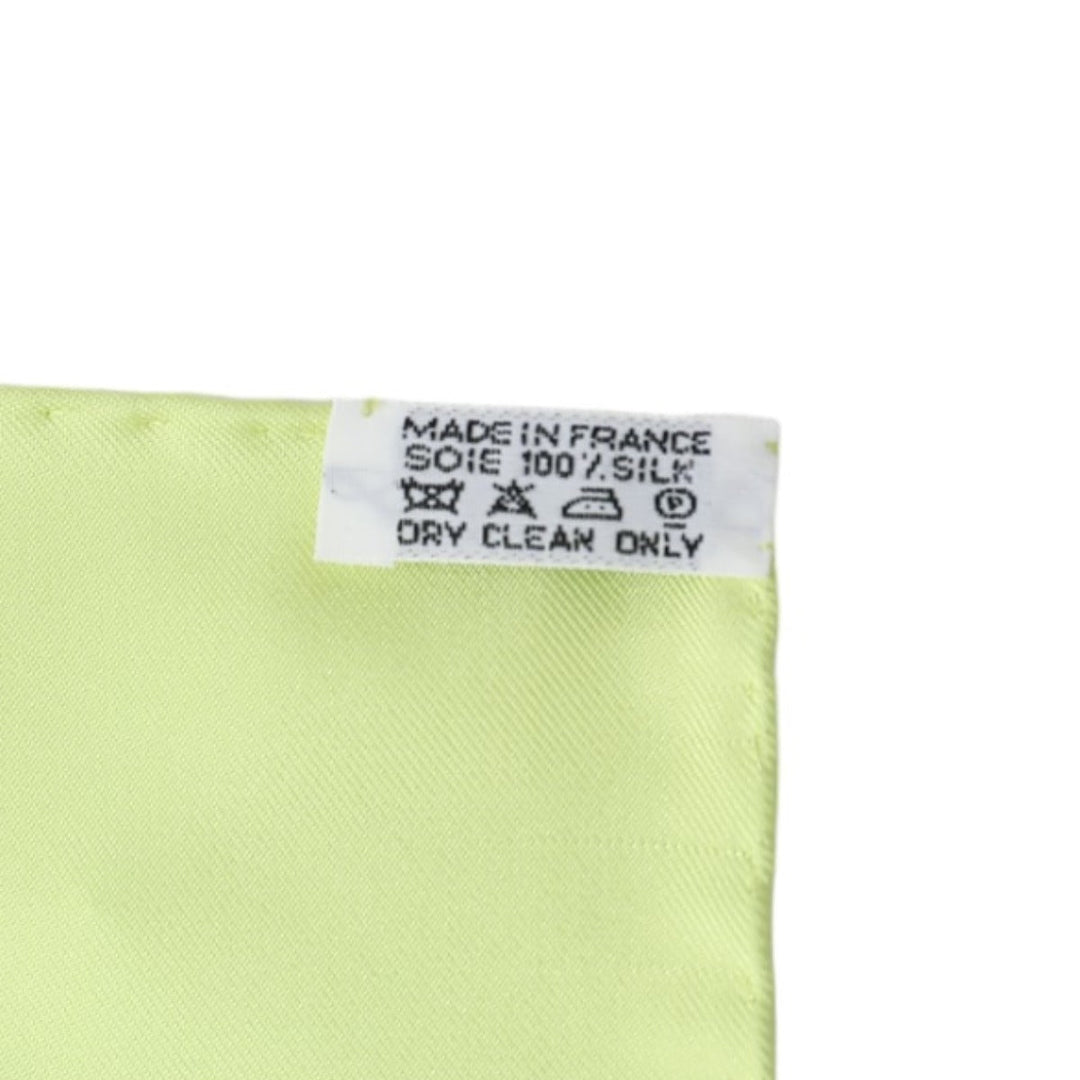 MADE IN FRANCE
SOIE 100% SILK
P
DRY CLEAN ONLY